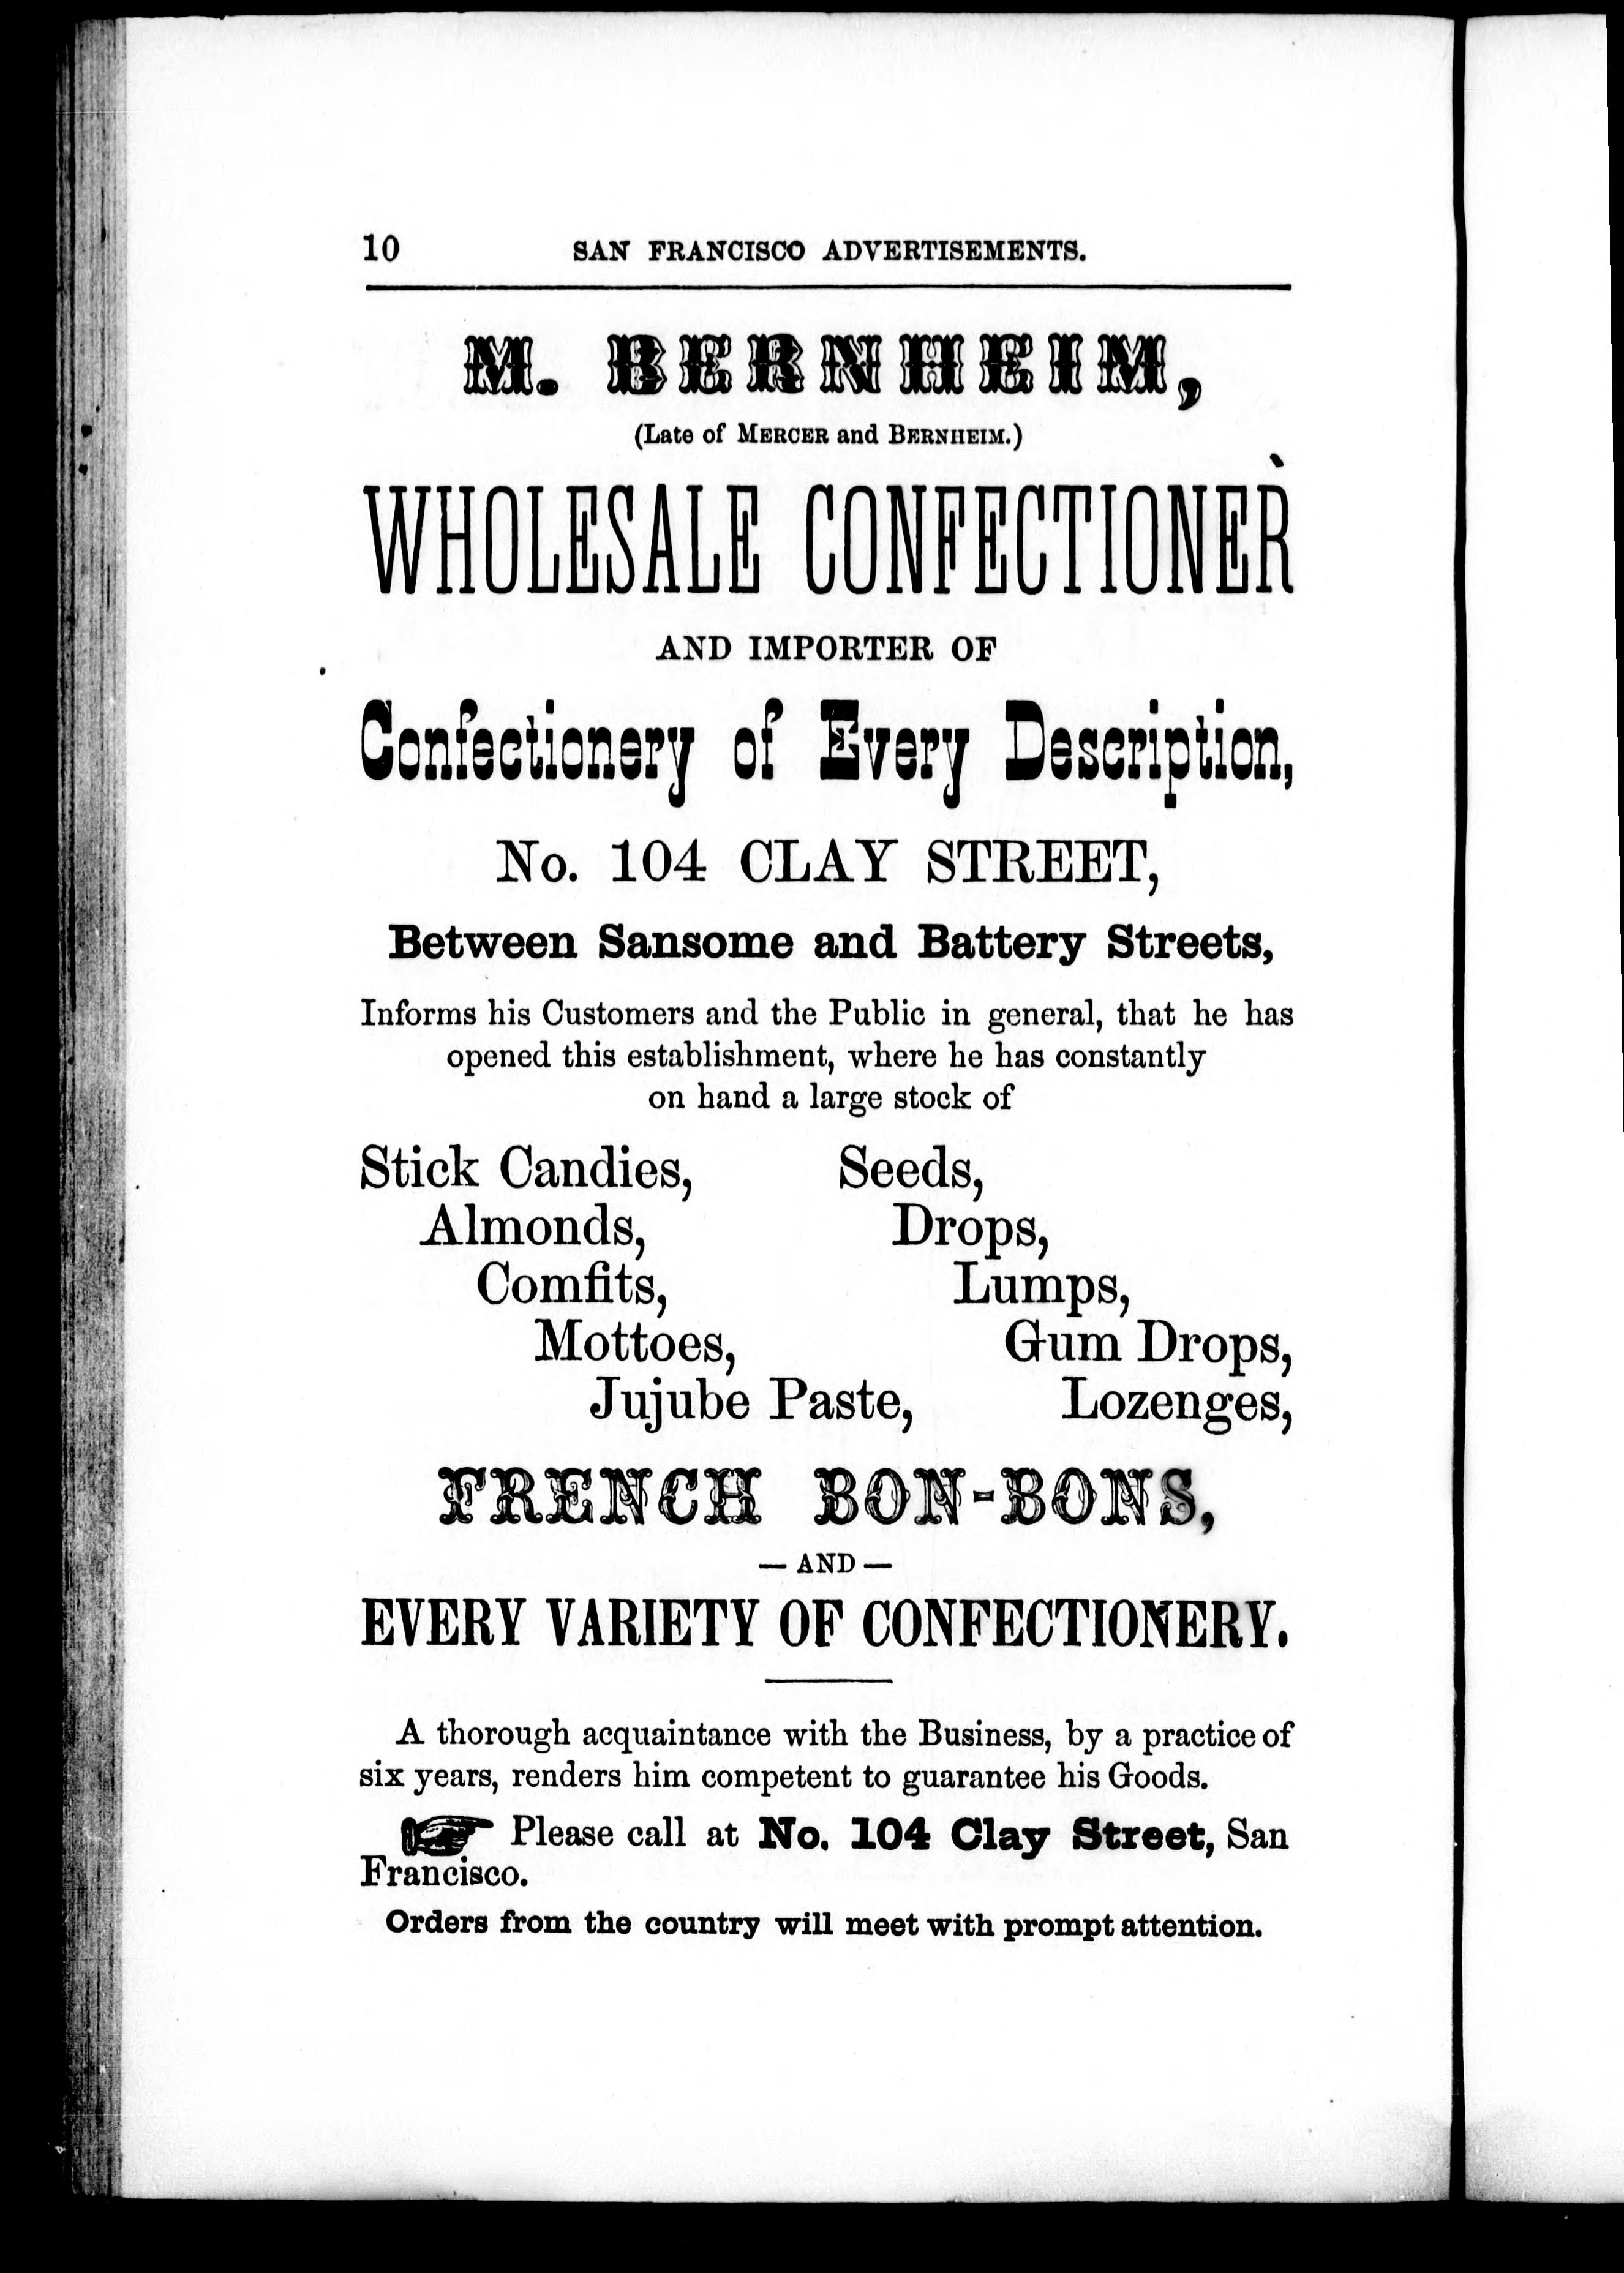 10 SAN FRANCISCO ADVERTISEMENTS.
M. BERNHEIM,
(Late of MERCER and BERNHEIM.)
WHOLESALE CONFECTIONER
AND IMPORTER OF
Confectionery of Every Description,
No. 104 CLAY STREET,
Between Sansome and Battery Streets,
Informs his Customers and the Public in general, that he has
opened this establishment, where he has constantly
on hand a large stock of
Stick Candies, Seeds,
Almonds, Drops,
Comfits, Lumps,
Mottoes, Gum Drops,
Jujube Paste, Lozenges,
FRENCH BON-BONS,
— AND —
EVERY VARIETY OF CONFECTIONERY.
A thorough acquaintance with the Business, by a practice of
six years, renders him competent to guarantee his Goods.
Please call at No. 104 Clay Street, San
Francisco.
Orders from the country will meet with prompt attention.